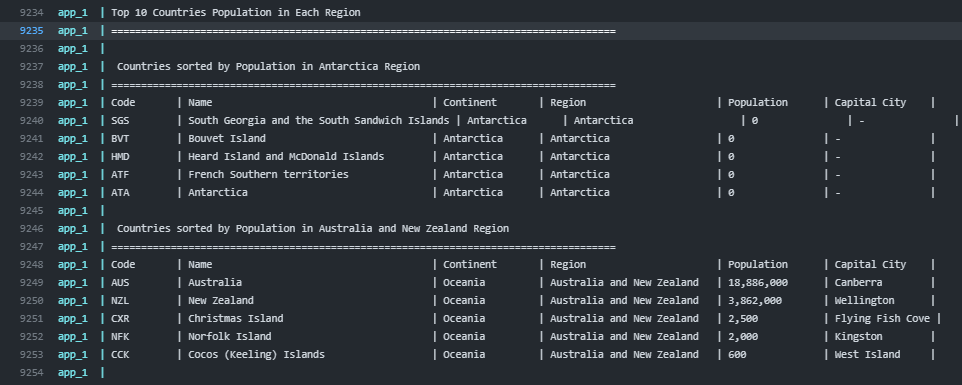 9234 app_1 | Top 10 Countries Population in Each Region
9235 app_1 | =====================================================================================
9236 app_1 |
9237 app_1 | Countries sorted by Population in Antarctica Region
9238 app_1 | =====================================================================================
9239 app_1 | Code | Name | Continent | Region | Population | Capital City |
9240 app_1 | SGS | South Georgia and the South Sandwich Islands | Antarctica | Antarctica | 0 | - |
9241 app_1 | BVT | Bouvet Island | Antarctica | Antarctica | 0 | - |
9242 app_1 | HMD | Heard Island and McDonald Islands | Antarctica | Antarctica | 0 | - |
9243 app_1 | ATF | French Southern territories | Antarctica | Antarctica | 0 | - |
9244 app_1 | ATA | Antarctica | Antarctica | Antarctica | 0 | - |
9245 app_1 |
9246 app_1 | Countries sorted by Population in Australia and New Zealand Region
9247 app_1 | =====================================================================================
9248 app_1 | Code | Name | Continent | Region | Population | Capital City |
9249 app_1 | AUS | Australia | Oceania | Australia and New Zealand | 18,886,000 | Canberra |
9250 app_1 | NZL | New Zealand | Oceania | Australia and New Zealand | 3,862,000 | Wellington |
9251 app_1 | CXR | Christmas Island | Oceania | Australia and New Zealand | 2,500 | Flying Fish Cove |
9252 app_1 | NFK | Norfolk Island | Oceania | Australia and New Zealand | 2,000 | Kingston |
9253 app_1 | CCK | Cocos (Keeling) Islands | Oceania | Australia and New Zealand | 600 | West Island |
9254 app_1 |